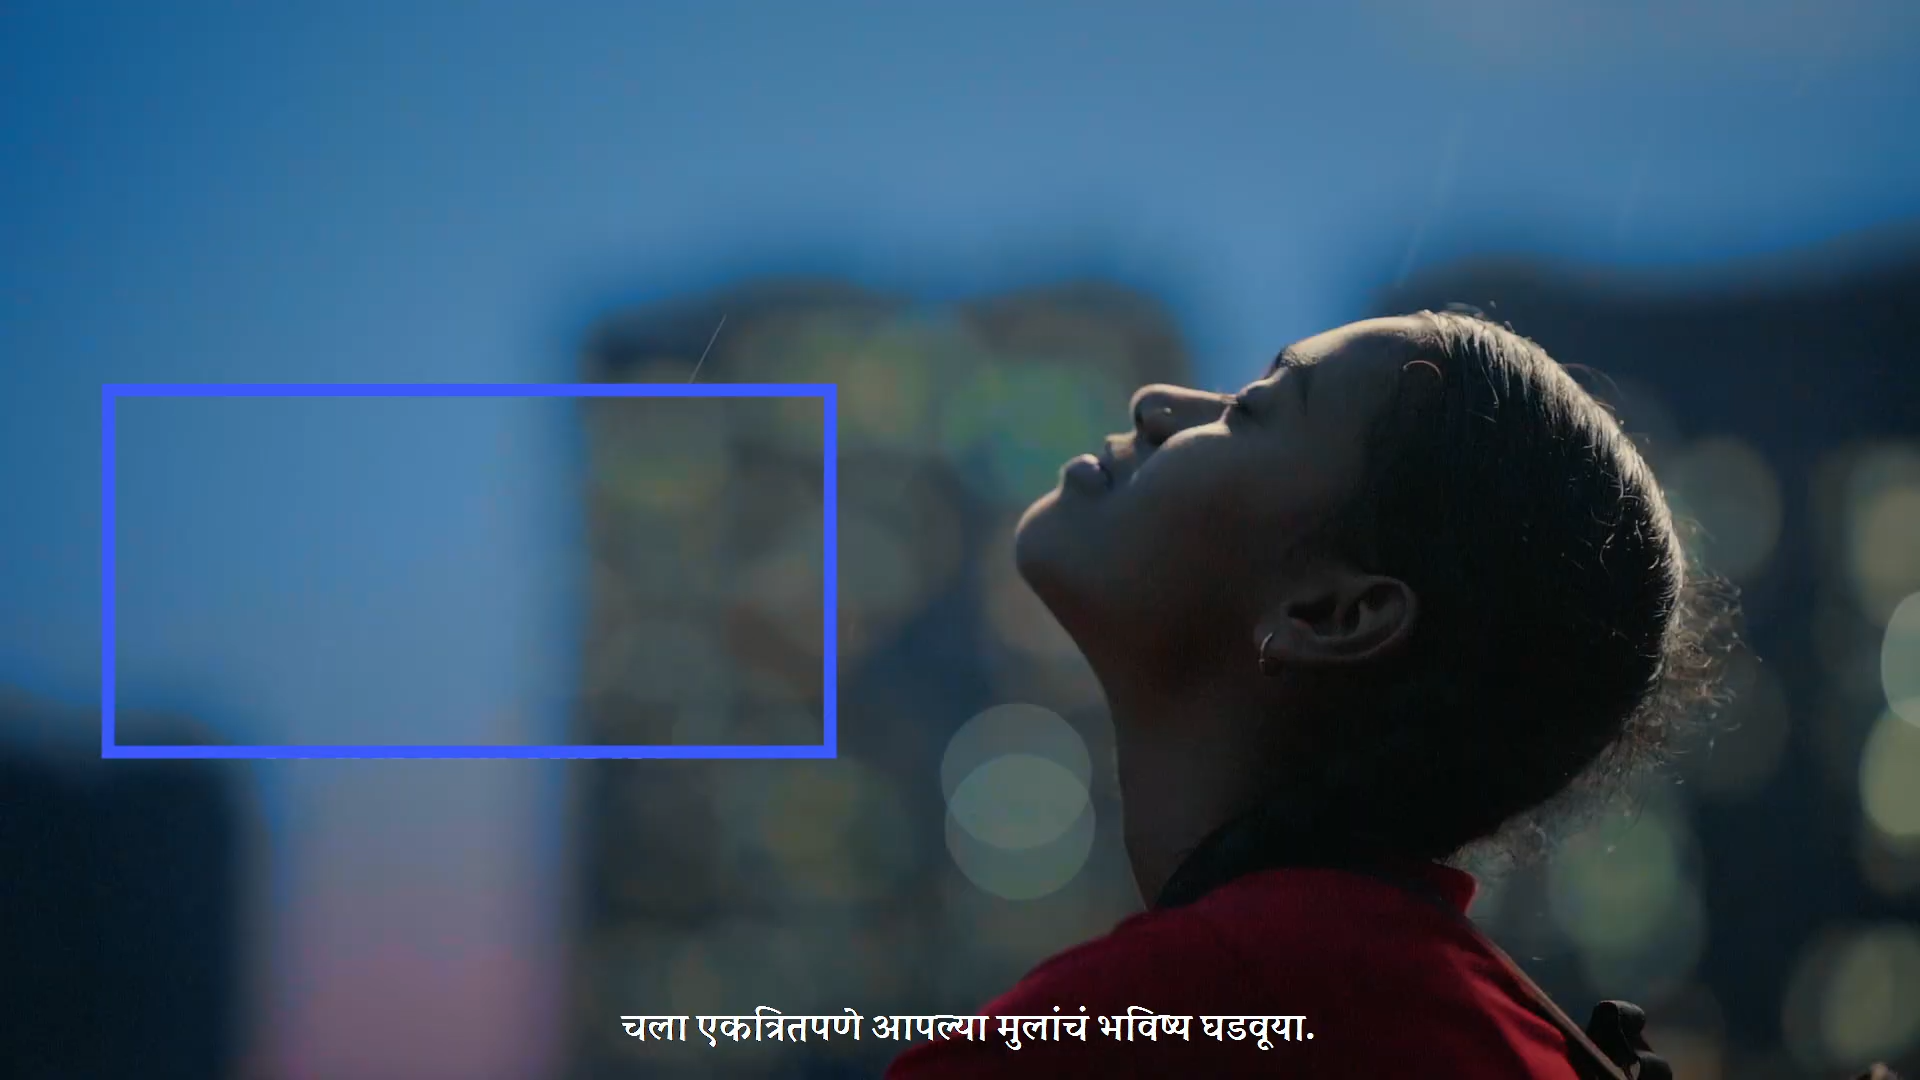 चला एकत्रितपणे आपल्या मुलांचं भविष्य घडवूया.